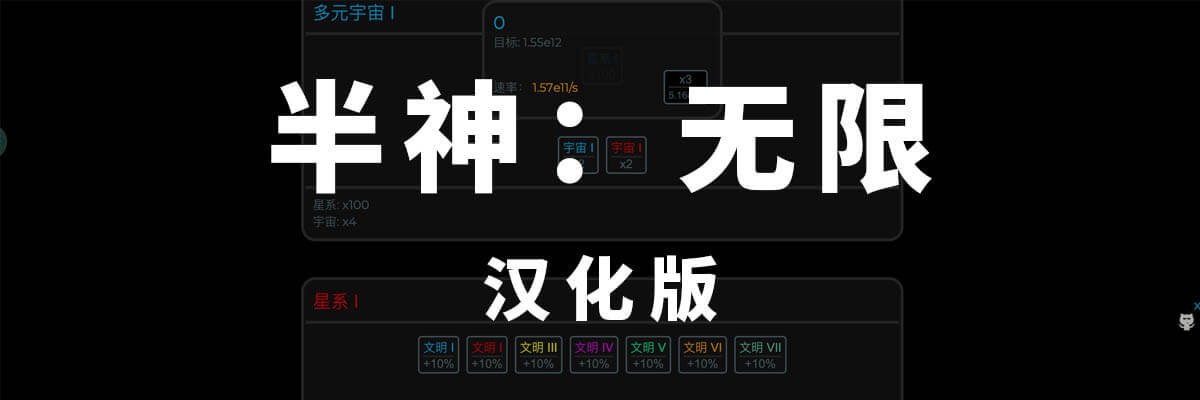 多元宇宙 I
0
目标: 1.55e12
星系 I
x100
速率： 1.57e11/s
x3
半神：无限
宇宙 I 宇宙 I
x2
星系: x100
宇宙: x4
汉化版
x
星系 I
文明 I 文明 I 文明 III 文明 IV 文明 V 文明 VI 文明 VII
+10% +10% +10% +10% +10% +10% +10%